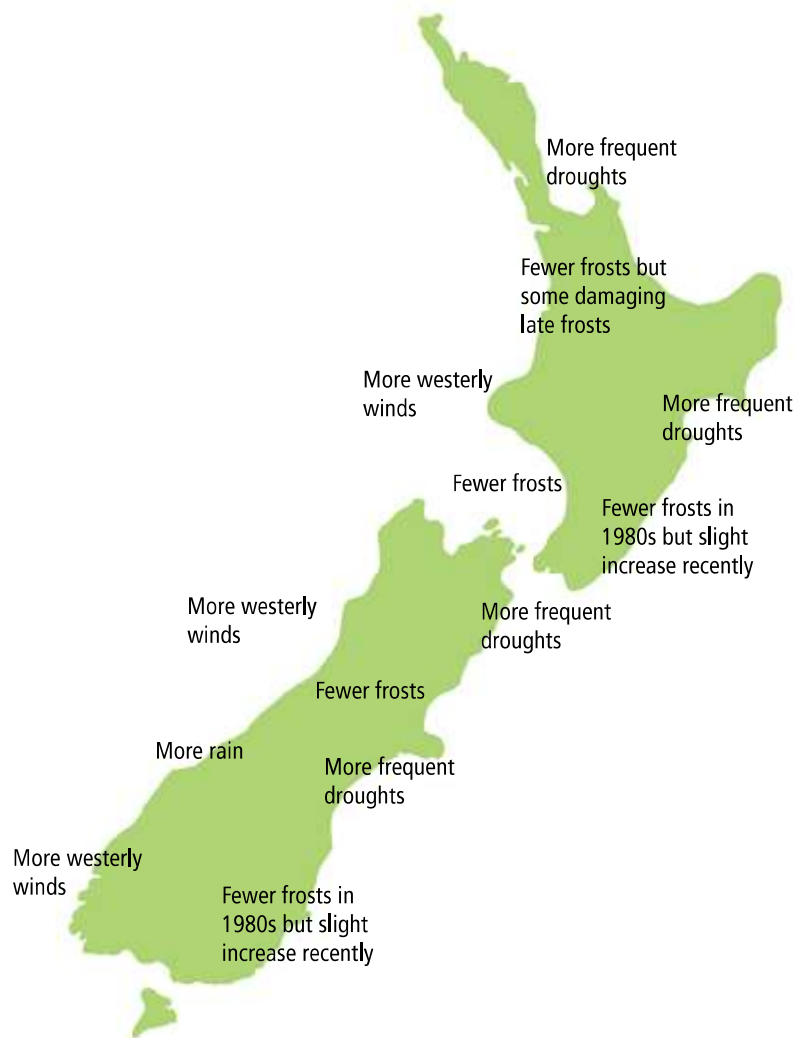 More frequent
droughts
Fewer frosts but
some damaging
late frosts
More westerly
winds
More frequent
droughts
Fewer frosts
Fewer frosts in
1980s but slight
increase recently
More westerly
winds
More frequent
droughts
Fewer frosts
More rain
More frequent
droughts
More westerly
winds
Fewer frosts in
1980s but slight
increase recently